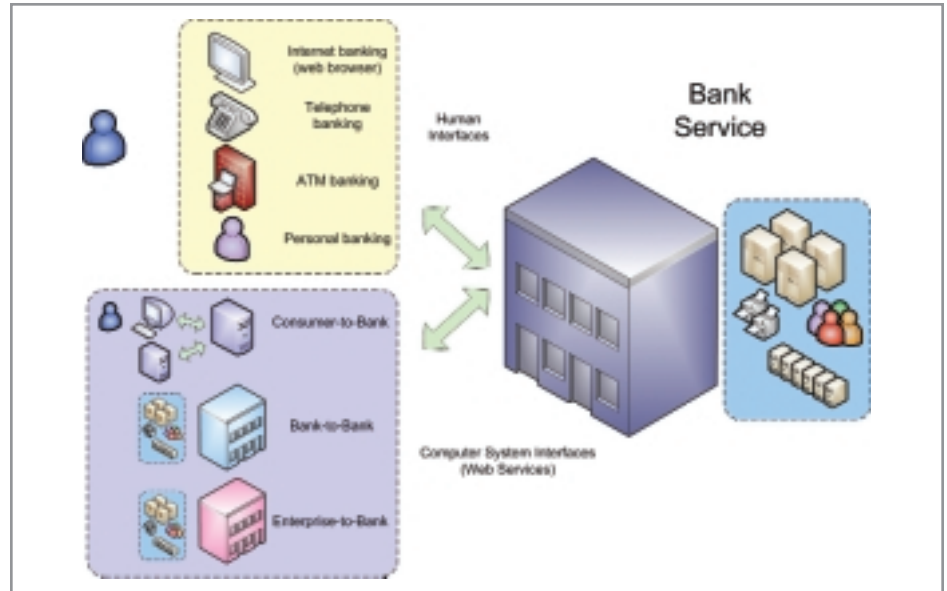 Internet banking
(web browser)
Telephone
banking
ATM banking
Personal banking
Human
Interfaces
Bank
Service
Consumer-to-Bank
Bank-to-Bank
Enterprise-to-Bank
Computer System Interfaces
(Web Services)